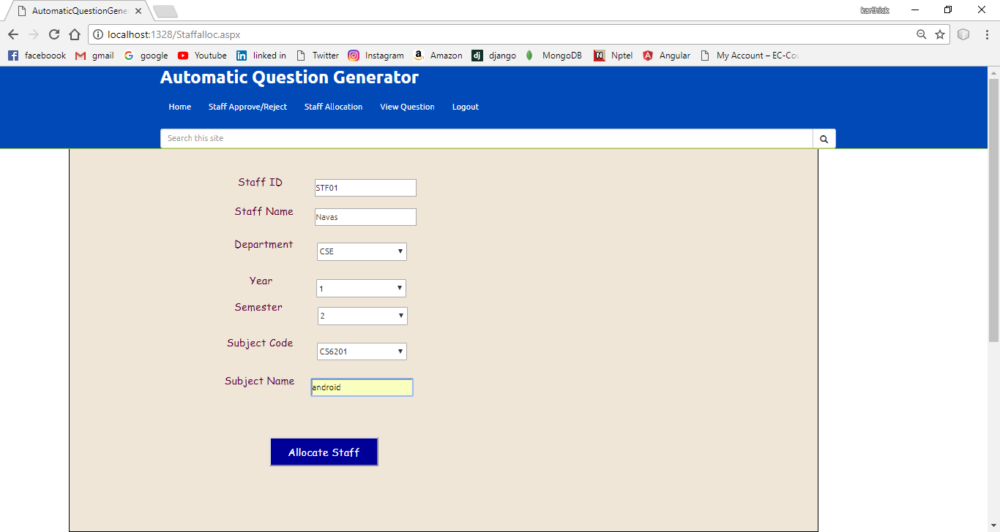 AutomaticQuestionGene
karthick
localhost:1328/Staffalloc.aspx
faceboook gmail google Youtube linked in Twitter Instagram Amazon django MongoDB Nptel Angular My Account – EC-Cou
Automatic Question Generator
Home Staff Approve/Reject Staff Allocation View Question Logout
Search this site
Staff ID STF01
Staff Name Navas
Department CSE
Year 1
Semester 2
Subject Code CS6201
Subject Name android
Allocate Staff